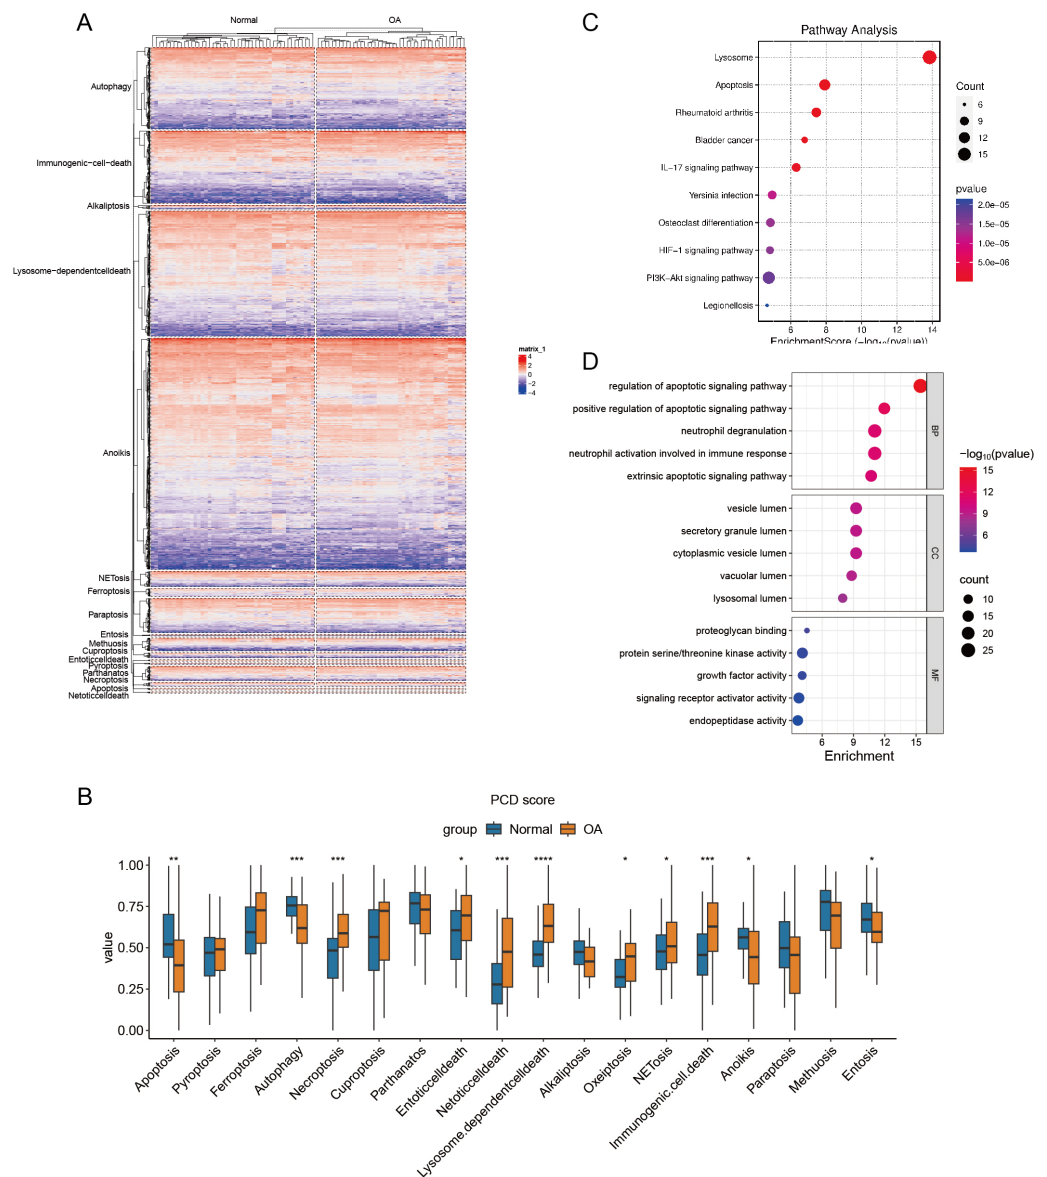 A
Normal
OA
Autophagy
Immunogenic-cell-death
Alkaliptosis
Lysosome-dependentcelldeath
Anoikis
NETosis
Ferroptosis
Paraptosis
Entosis
Methuosis
Cuproptosis
Entoticcelldeath
Pyroptosis
Parthanatos
Necroptosis
Apoptosis
Netoticcelldeath
matrix_1
4
2
0
−2
−4
C
Pathway Analysis
Lysosome
Apoptosis
Rheumatoid arthritis
Bladder cancer
IL−17 signaling pathway
Yersinia infection
Osteoclast differentiation
HIF−1 signaling pathway
PI3K−Akt signaling pathway
Legionellosis
6 8 10 12 14
EnrichmentScore (−log10(pvalue))
Count
6
9
12
15
pvalue
2.0e−05
1.5e−05
1.0e−05
5.0e−06
D
regulation of apoptotic signaling pathway
positive regulation of apoptotic signaling pathway
neutrophil degranulation
neutrophil activation involved in immune response
extrinsic apoptotic signaling pathway
BP
vesicle lumen
secretory granule lumen
cytoplasmic vesicle lumen
vacuolar lumen
lysosomal lumen
CC
proteoglycan binding
protein serine/threonine kinase activity
growth factor activity
signaling receptor activator activity
endopeptidase activity
MF
6 9 12 15
Enrichment
−log10(pvalue)
15
12
9
6
count
10
15
20
25
B
PCD score
group Normal OA
** *** *** * *** **** * * *** * *
1.00
0.75
0.50
0.25
0.00
value
Apoptosis
Pyroptosis
Ferroptosis
Autophagy
Necroptosis
Cuproptosis
Parthanatos
Entoticcelldeath
Netoticcelldeath
Lysosome.dependentcelldeath
Alkaliptosis
Oxeiptosis
NETosis
Immunogenic.cell.death
Anoikis
Paraptosis
Methuosis
Entosis